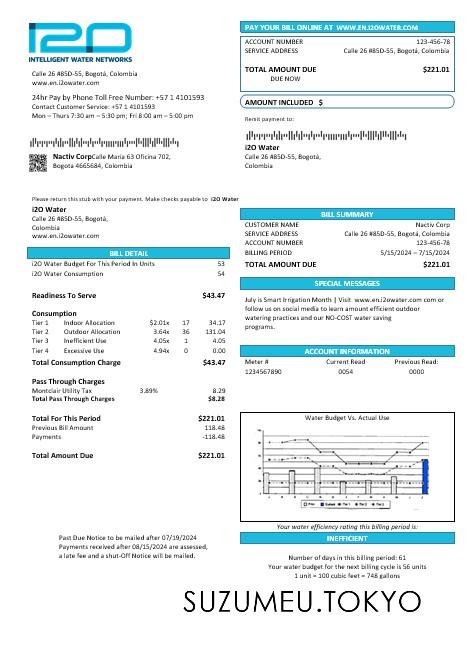 i2O
INTELLIGENT WATER NETWORKS
Calle 26 #85D-55, Bogotá, Colombia
www.en.i2owater.com
24hr Pay by Phone Toll Free Number: +57 1 4101593
Contact Customer Service: +57 1 4101593
Mon – Thurs 7:30 am – 5:30 pm; Fri 8:00 am – 5:00 pm
Nactiv CorpCalle María 63 Oficina 702,
Bogota 4665684, Colombia
PAY YOUR BILL ONLINE AT WWW.EN.I2OWATER.COM
ACCOUNT NUMBER 123-456-78
SERVICE ADDRESS Calle 26 #85D-55, Bogotá, Colombia
TOTAL AMOUNT DUE $221.01
DUE NOW
AMOUNT INCLUDED $
Remit payment to:
i2O Water
Calle 26 #85D-55, Bogotá,
Colombia
Please return this stub with your payment. Make checks payable to i2O Water
i2O Water
Calle 26 #85D-55, Bogotá,
Colombia
www.en.i2owater.com
BILL DETAIL
i2O Water Budget For This Period In Units 53
i2O Water Consumption 54
Readiness To Serve $43.47
Consumption
Tier 1 Indoor Allocation $2.01x 17 34.17
Tier 2 Outdoor Allocation 3.64x 36 131.04
Tier 3 Inefficient Use 4.05x 1 4.05
Tier 4 Excessive Use 4.94x 0 0.00
Total Consumption Charge $43.47
Pass Through Charges
Montclair Utility Tax 3.89% 8.29
Total Pass Through Charges $8.28
Total For This Period $221.01
Previous Bill Amount 118.48
Payments -118.48
Total Amount Due $221.01
Past Due Notice to be mailed after 07/19/2024
Payments received after 08/15/2024 are assessed,
a late fee and a shut-Off Notice will be mailed.
BILL SUMMARY
CUSTOMER NAME Nactiv Corp
SERVICE ADDRESS Calle 26 #85D-55, Bogotá, Colombia
ACCOUNT NUMBER 123-456-78
BILLING PERIOD 5/15/2024 – 7/15/2024
TOTAL AMOUNT DUE $221.01
SPECIAL MESSAGES
July is Smart Irrigation Month | Visit www.en.i2owater.com com or
follow us on social media to learn amount efficient outdoor
watering practices and our NO-COST water saving
programs.
ACCOUNT INFORMATION
Meter # Current Read Previous Read:
1234567890 0054 0000
Water Budget Vs. Actual Use
Your water efficiency rating this billing period is:
INEFFICIENT
Number of days in this billing period: 61
Your water budget for the next billing cycle is 56 units
1 unit = 100 cubic feet = 748 gallons
SUZUMEU.TOKYO